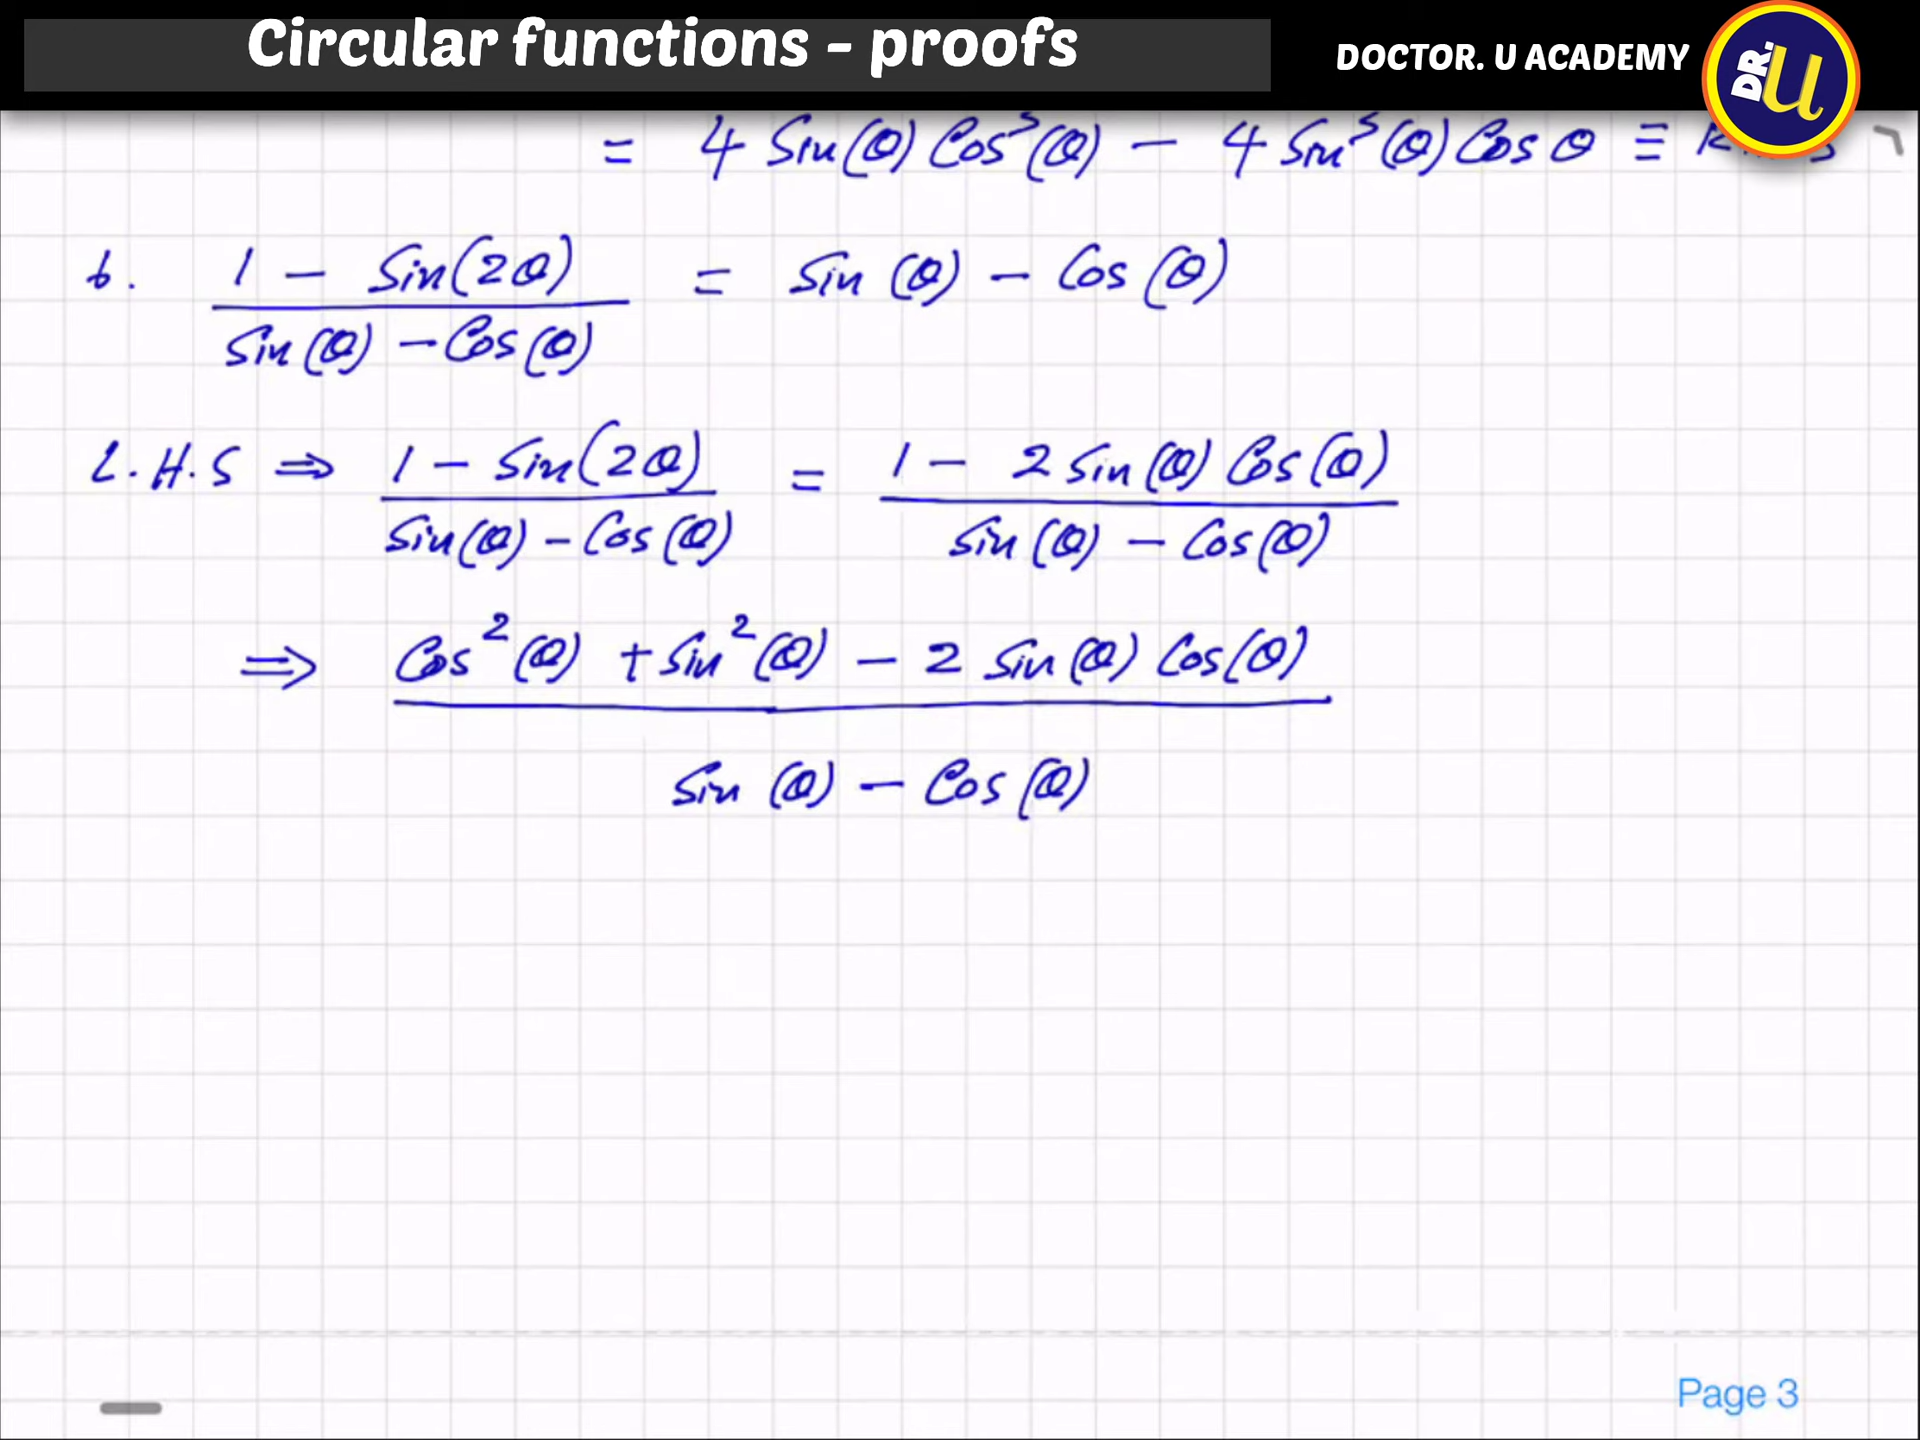 Circular functions - proofs
DOCTOR. U ACADEMY
DR. U
= 4 Sin(θ) Cos³(θ) − 4 Sin³(θ) Cos θ ≡
b. (1 − Sin(2θ)) / (Sin(θ) − Cos(θ)) = Sin(θ) − Cos(θ)
L.H.S ⇒ (1 − Sin(2θ)) / (Sin(θ) − Cos(θ)) = (1 − 2 Sin(θ) Cos(θ)) / (Sin(θ) − Cos(θ))
⇒ (Cos²(θ) + Sin²(θ) − 2 Sin(θ) Cos(θ)) / (Sin(θ) − Cos(θ))
Page 3